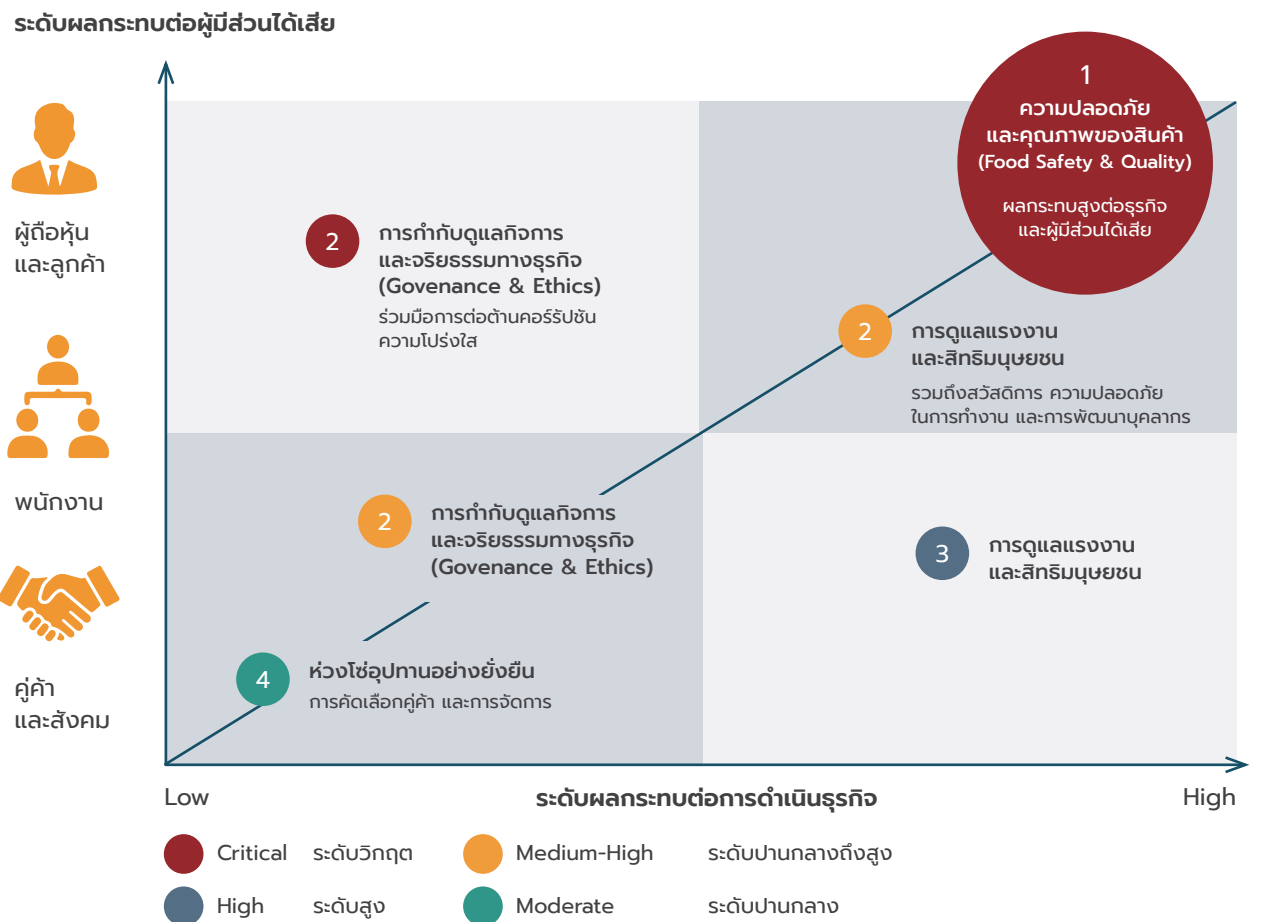 ระดับผลกระทบต่อผู้มีส่วนได้เสีย
ผู้ถือหุ้น
และลูกค้า
พนักงาน
คู่ค้า
และสังคม
1
ความปลอดภัย
และคุณภาพของสินค้า
(Food Safety & Quality)
ผลกระทบสูงต่อธุรกิจ
และผู้มีส่วนได้เสีย
2
การกำกับดูแลกิจการ
และจริยธรรมทางธุรกิจ
(Govenance & Ethics)
ร่วมมือการต่อต้านคอร์รัปชัน
ความโปร่งใส
2
การดูแลแรงงาน
และสิทธิมนุษยชน
รวมถึงสวัสดิการ ความปลอดภัย
ในการทำงาน และการพัฒนาบุคลากร
2
การกำกับดูแลกิจการ
และจริยธรรมทางธุรกิจ
(Govenance & Ethics)
3
การดูแลแรงงาน
และสิทธิมนุษยชน
4
ห่วงโซ่อุปทานอย่างยั่งยืน
การคัดเลือกคู่ค้า และการจัดการ
Low
ระดับผลกระทบต่อการดำเนินธุรกิจ
High
Critical ระดับวิกฤต
Medium-High ระดับปานกลางถึงสูง
High ระดับสูง
Moderate ระดับปานกลาง